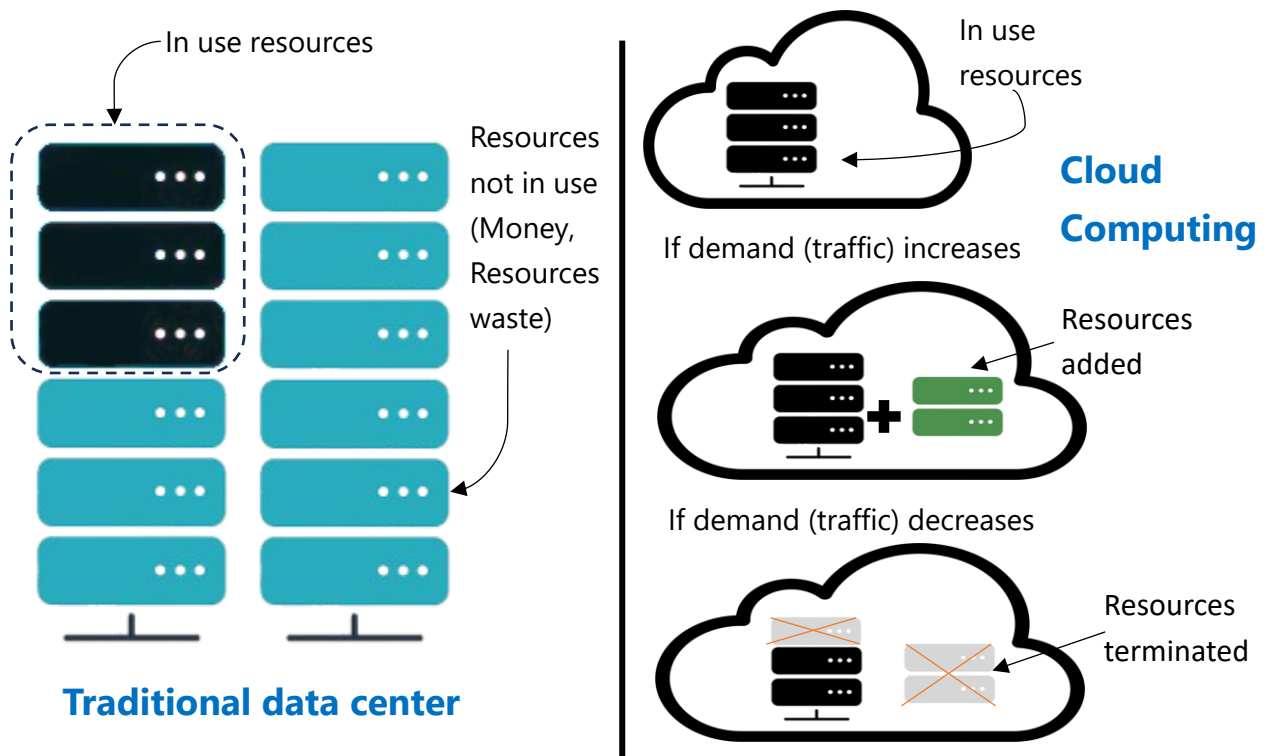 In use resources
Resources
not in use
(Money,
Resources
waste)
Traditional data center
In use
resources
Cloud
Computing
If demand (traffic) increases
Resources
added
If demand (traffic) decreases
Resources
terminated